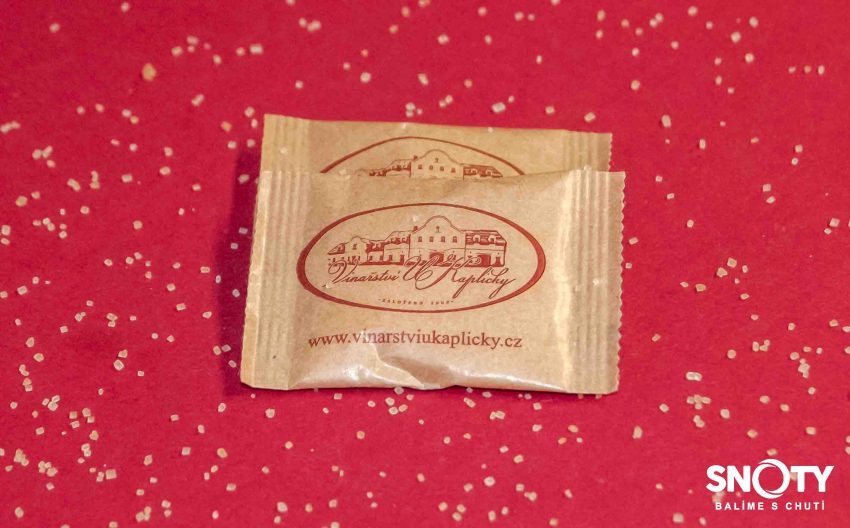 Vinařství U Kapličky
www.vinarstviukaplicky.cz
SNOTY
BALÍME S CHUTÍ